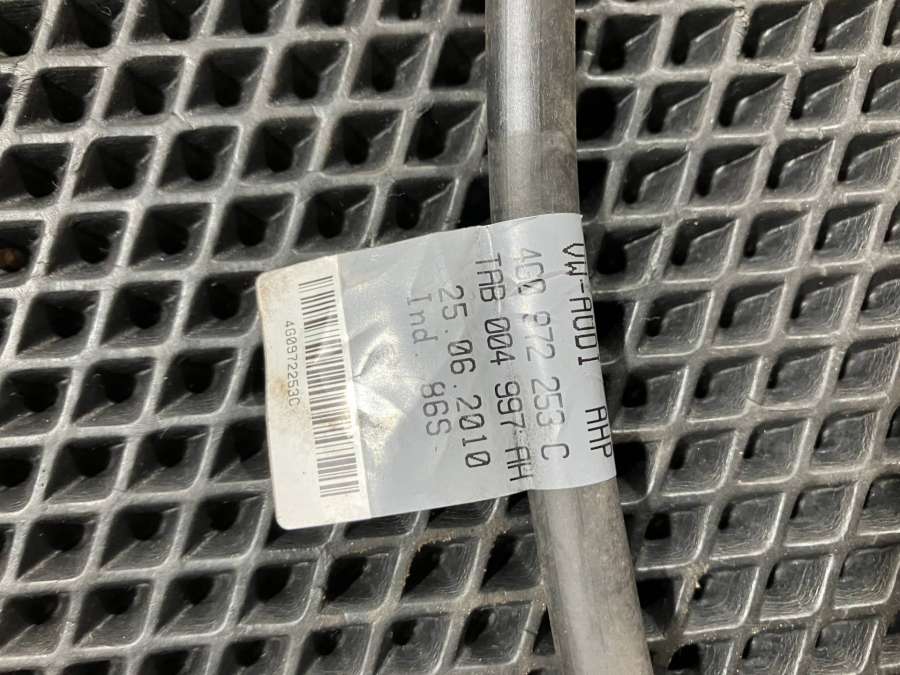 VW-AUDI AHP
4G0 972 253 C
TAB 004 997 AH
25.06.2010
Ind. 86S
4G0972253C